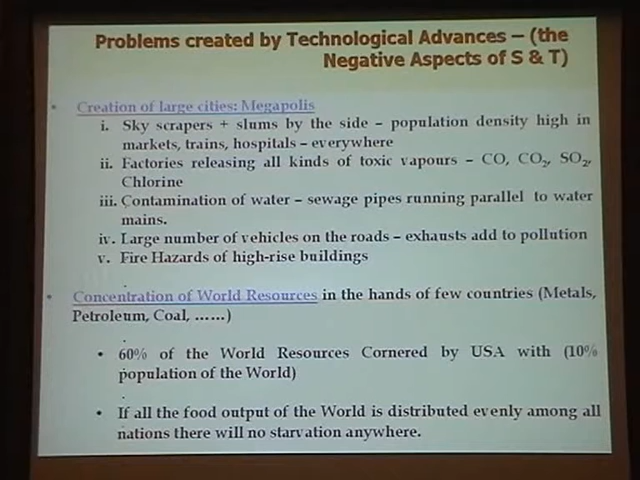 Problems created by Technological Advances – (the
Negative Aspects of S & T)
• Creation of large cities: Megapolis
i. Sky scrapers + slums by the side – population density high in
markets, trains, hospitals – everywhere
ii. Factories releasing all kinds of toxic vapours – CO, CO₂, SO₂,
Chlorine
iii. Contamination of water – sewage pipes running parallel to water
mains.
iv. Large number of vehicles on the roads – exhausts add to pollution
v. Fire Hazards of high-rise buildings
• Concentration of World Resources in the hands of few countries (Metals,
Petroleum, Coal, ......)
• 60% of the World Resources Cornered by USA with (10%
population of the World)
• If all the food output of the World is distributed evenly among all
nations there will no starvation anywhere.